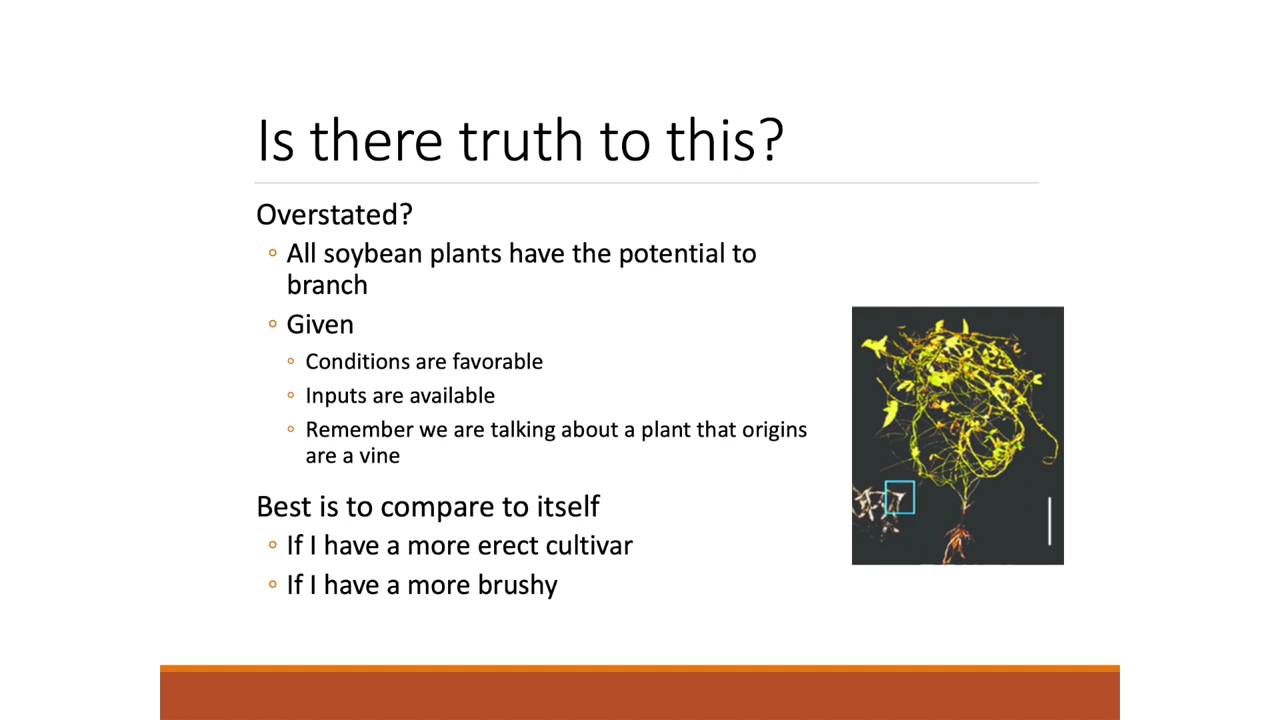 Is there truth to this?
Overstated?
◦ All soybean plants have the potential to
branch
◦ Given
◦ Conditions are favorable
◦ Inputs are available
◦ Remember we are talking about a plant that origins
are a vine
Best is to compare to itself
◦ If I have a more erect cultivar
◦ If I have a more brushy